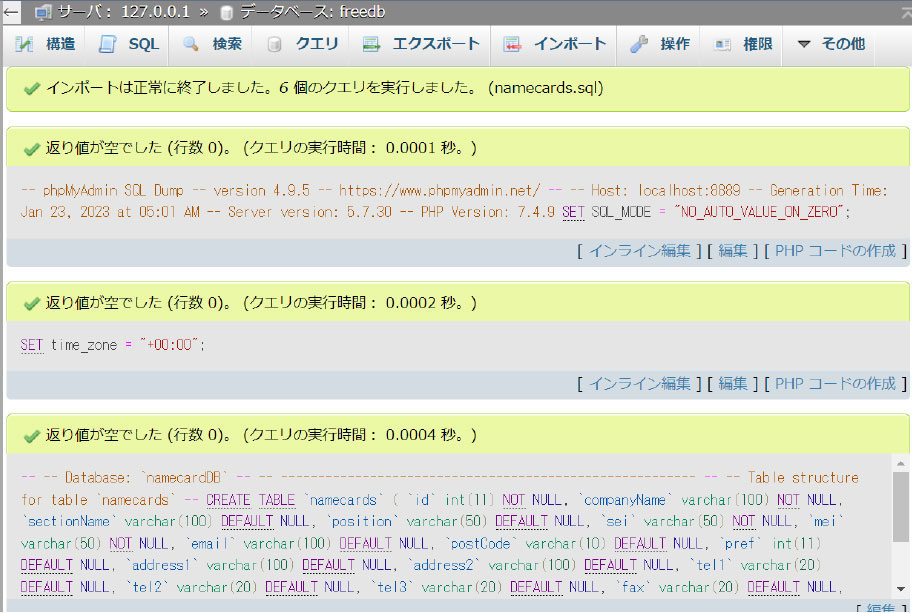 サーバ: 127.0.0.1 » データベース: freedb
構造 SQL 検索 クエリ エクスポート インポート 操作 権限 その他
インポートは正常に終了しました。6 個のクエリを実行しました。 (namecards.sql)
返り値が空でした (行数 0)。 (クエリの実行時間： 0.0001 秒。)
-- phpMyAdmin SQL Dump -- version 4.9.5 -- https://www.phpmyadmin.net/ -- -- Host: localhost:8889 -- Generation Time:
Jan 23, 2023 at 05:01 AM -- Server version: 5.7.30 -- PHP Version: 7.4.9 SET SQL_MODE = "NO_AUTO_VALUE_ON_ZERO";
[ インライン編集 ] [ 編集 ] [ PHP コードの作成 ]
返り値が空でした (行数 0)。 (クエリの実行時間： 0.0002 秒。)
SET time_zone = "+00:00";
[ インライン編集 ] [ 編集 ] [ PHP コードの作成 ]
返り値が空でした (行数 0)。 (クエリの実行時間： 0.0004 秒。)
-- -- Database: `namecardDB` -- -- -------------------------------------------------------- -- -- Table structure
for table `namecards` -- CREATE TABLE `namecards` ( `id` int(11) NOT NULL, `companyName` varchar(100) NOT NULL,
`sectionName` varchar(100) DEFAULT NULL, `position` varchar(50) DEFAULT NULL, `sei` varchar(50) NOT NULL, `mei`
varchar(50) NOT NULL, `email` varchar(100) DEFAULT NULL, `postCode` varchar(10) DEFAULT NULL, `pref` int(11)
DEFAULT NULL, `address1` varchar(100) DEFAULT NULL, `address2` varchar(100) DEFAULT NULL, `tel1` varchar(20)
DEFAULT NULL, `tel2` varchar(20) DEFAULT NULL, `tel3` varchar(20) DEFAULT NULL, `fax` varchar(20) DEFAULT NULL,
[ 編集 ]